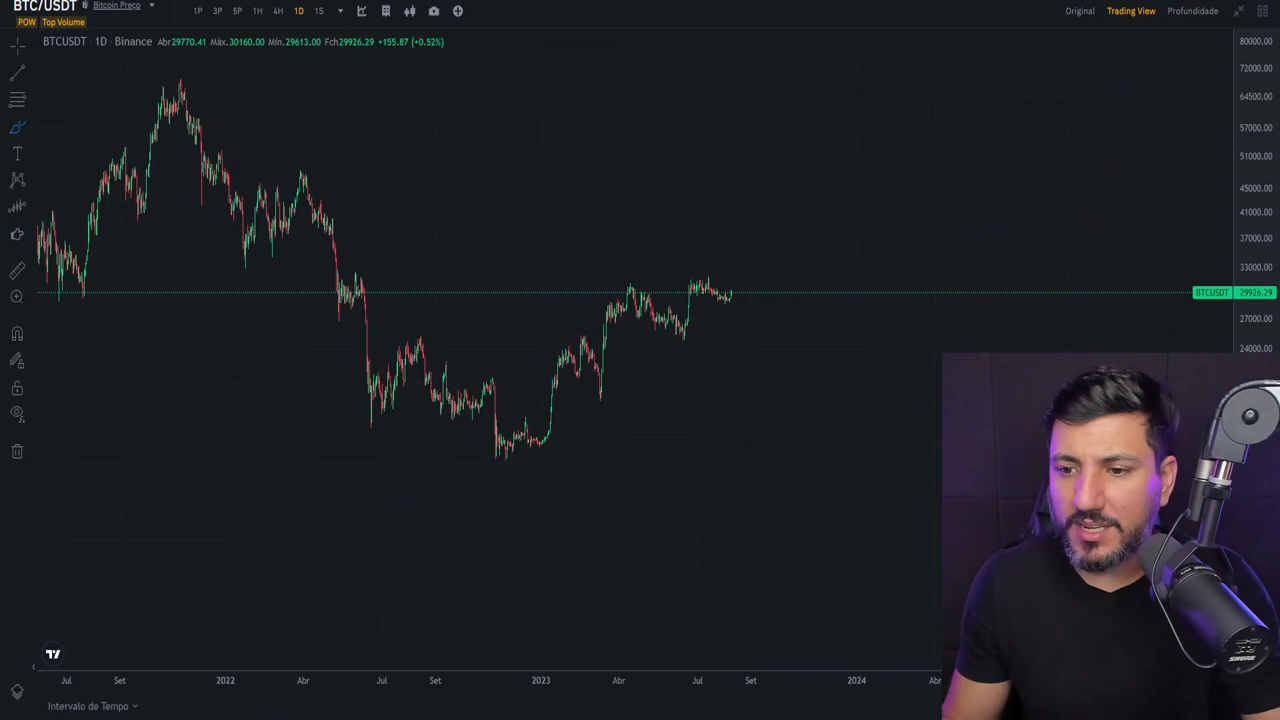 BTC/USDT Bitcoin Preço
POW Top Volume
1P 3P 5P 1H 4H 1D 1S
Original Trading View Profundidade
BTCUSDT · 1D · Binance Abr29770.41 Máx.30160.00 Mín.29613.00 Fch29926.29 +155.87 (+0.52%)
80000.00
72000.00
64500.00
57000.00
51000.00
45000.00
41000.00
37000.00
33000.00
BTCUSDT 29926.29
27000.00
24000.00
SHURE
Jul Set 2022 Abr Jul Set 2023 Abr Jul Set 2024 Abr
Intervalo de Tempo